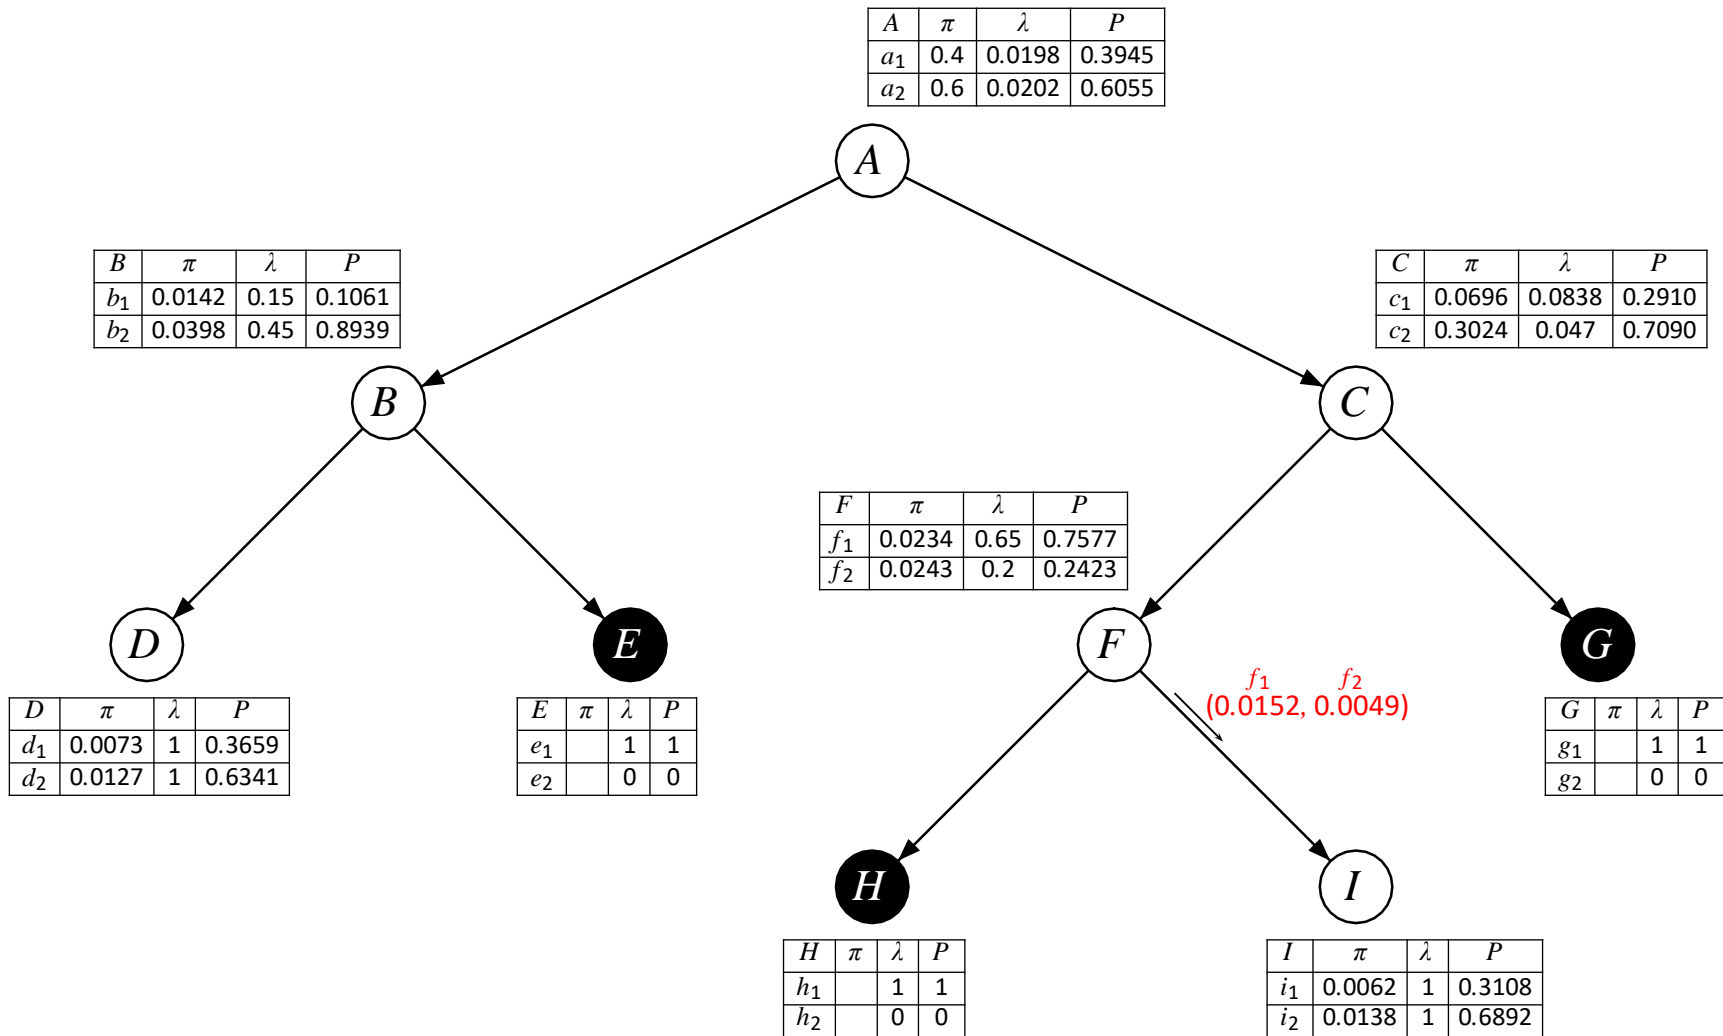 A π λ P
a1 0.4 0.0198 0.3945
a2 0.6 0.0202 0.6055
A
B π λ P
b1 0.0142 0.15 0.1061
b2 0.0398 0.45 0.8939
C π λ P
c1 0.0696 0.0838 0.2910
c2 0.3024 0.047 0.7090
B
C
F π λ P
f1 0.0234 0.65 0.7577
f2 0.0243 0.2 0.2423
D
E
F
G
f1 f2
(0.0152, 0.0049)
D π λ P
d1 0.0073 1 0.3659
d2 0.0127 1 0.6341
E π λ P
e1 1 1
e2 0 0
G π λ P
g1 1 1
g2 0 0
H
I
H π λ P
h1 1 1
h2 0 0
I π λ P
i1 0.0062 1 0.3108
i2 0.0138 1 0.6892